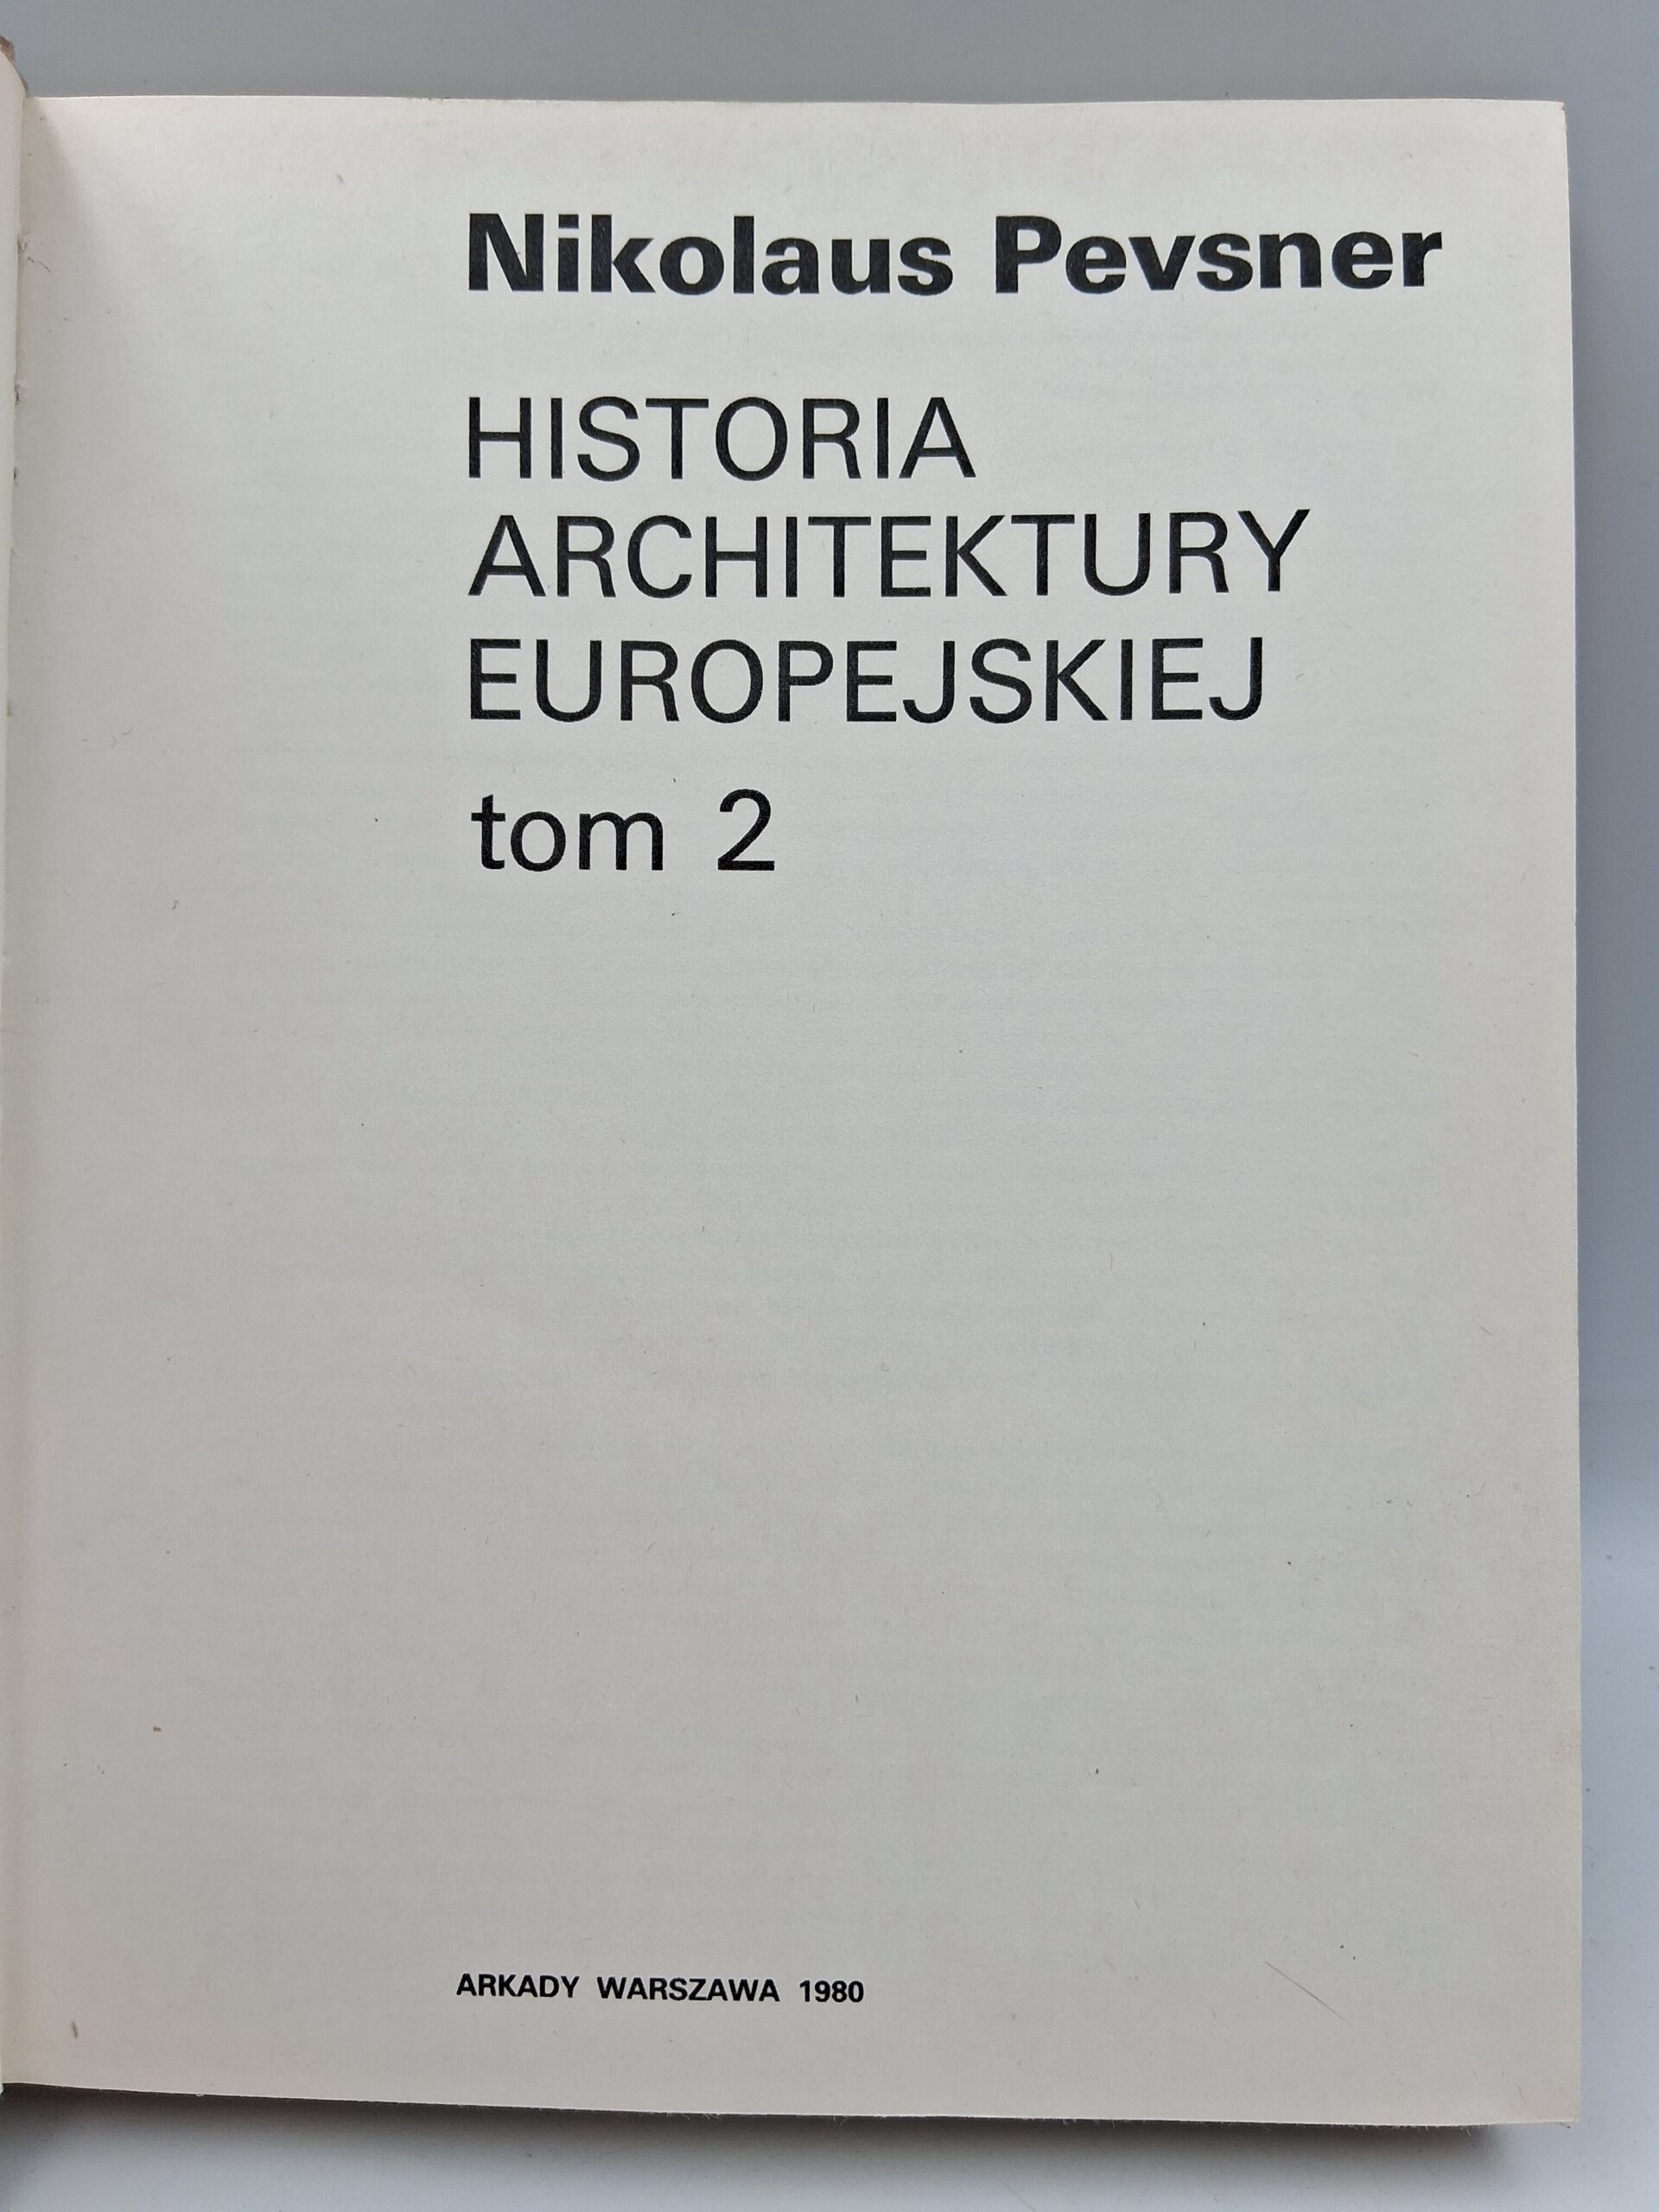 Nikolaus Pevsner
HISTORIA
ARCHITEKTURY
EUROPEJSKIEJ
tom 2
ARKADY WARSZAWA 1980